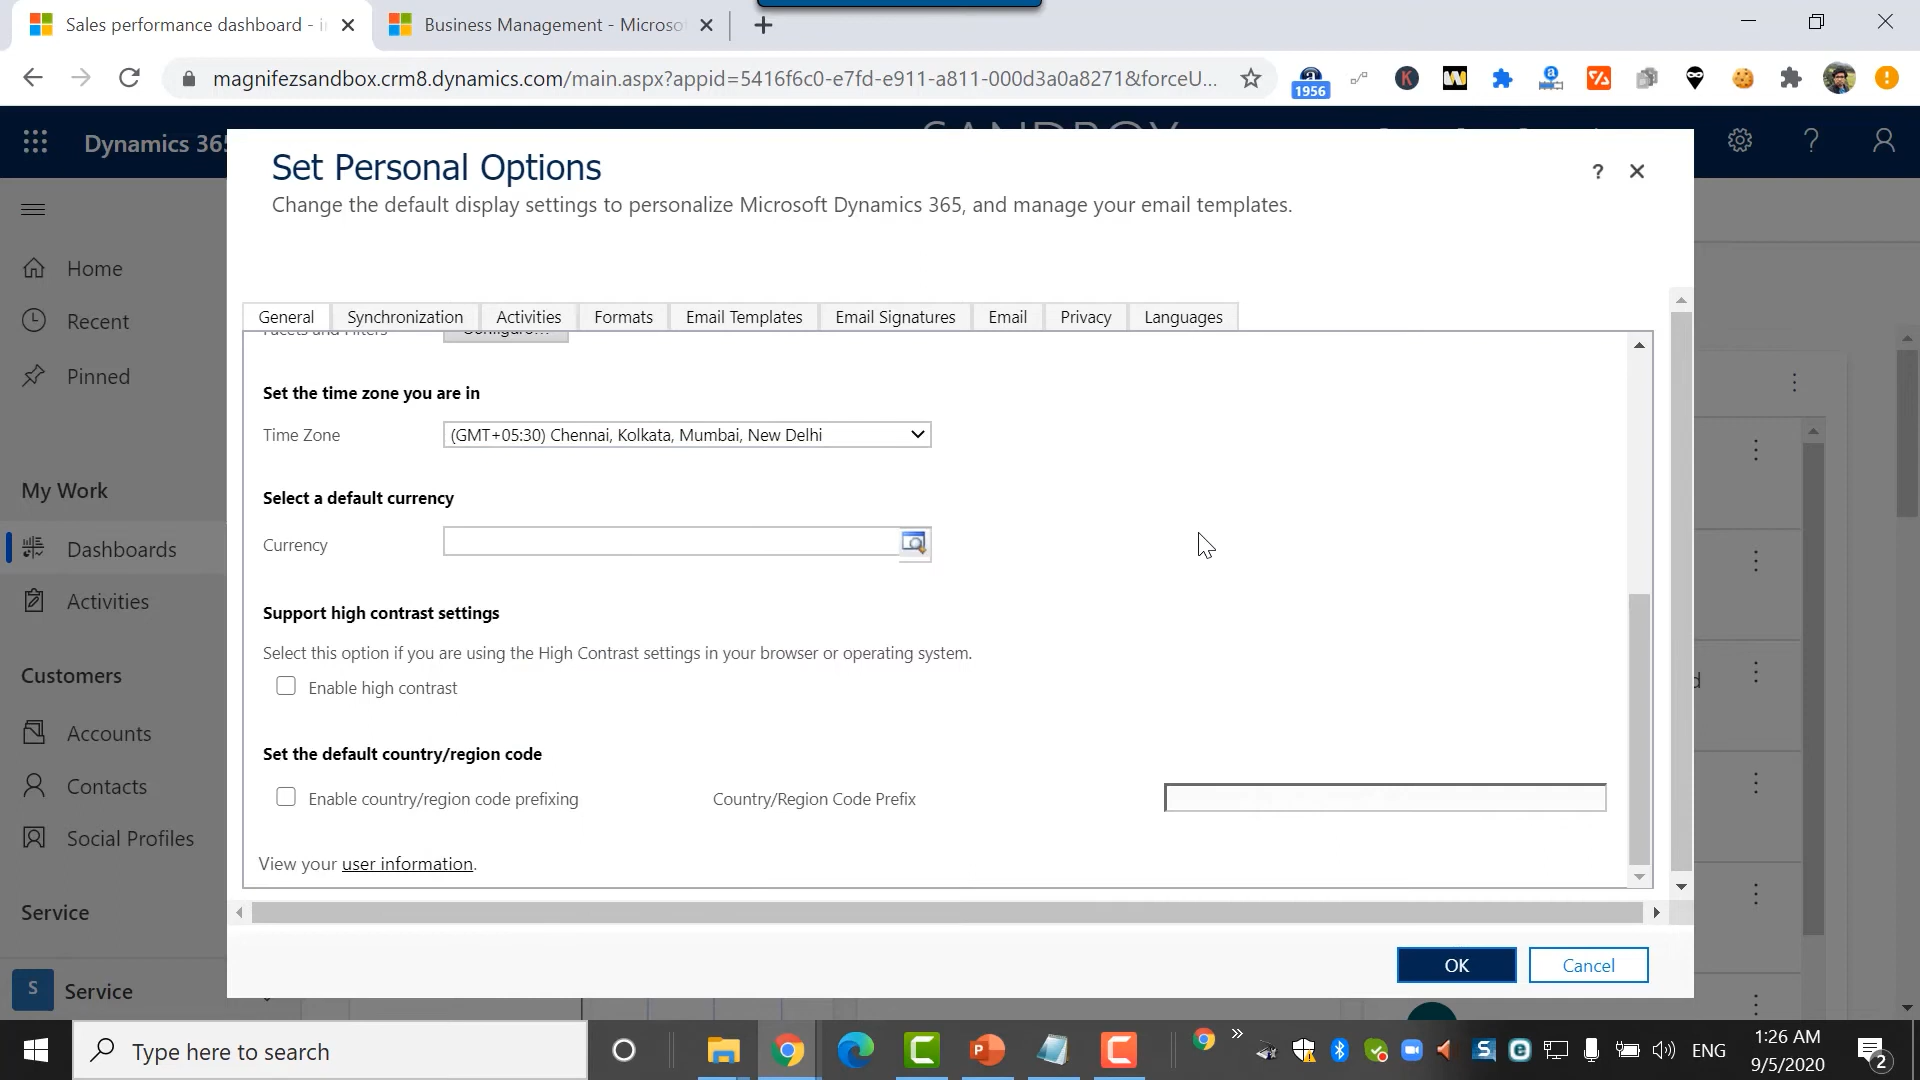 Sales performance dashboard - i
Business Management - Microso
magnifezsandbox.crm8.dynamics.com/main.aspx?appid=5416f6c0-e7fd-e911-a811-000d3a0a8271&forceU...
1956
Dynamics 365
SANDBOX
Set Personal Options
?
Change the default display settings to personalize Microsoft Dynamics 365, and manage your email templates.
Home
Recent
Pinned
My Work
Dashboards
Activities
Customers
Accounts
Contacts
Social Profiles
Service
S
Service
General
Synchronization
Activities
Formats
Email Templates
Email Signatures
Email
Privacy
Languages
Facets and Filters
Configure...
Set the time zone you are in
Time Zone
(GMT+05:30) Chennai, Kolkata, Mumbai, New Delhi
Select a default currency
Currency
Support high contrast settings
Select this option if you are using the High Contrast settings in your browser or operating system.
Enable high contrast
Set the default country/region code
Enable country/region code prefixing
Country/Region Code Prefix
View your user information.
OK
Cancel
Type here to search
ENG
1:26 AM
9/5/2020
2